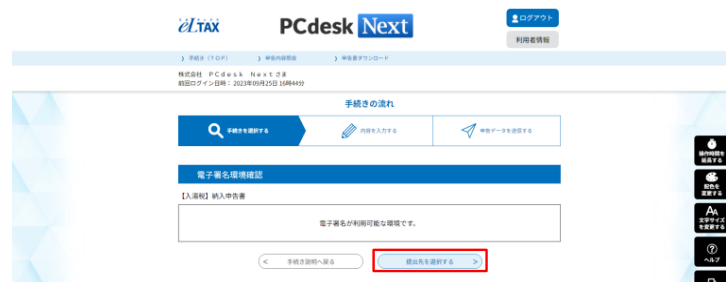 eLTAX
PCdesk Next
ログアウト
利用者情報
手続き（TOP）
申告内容照会
申告書ダウンロード
株式会社　PCdesk　Nextさま
前回ログイン日時：2023年09月25日 16時44分
手続きの流れ
手続きを選択する
内容を入力する
申告データを送信する
電子署名環境確認
【入湯税】納入申告書
電子署名が利用可能な環境です。
< 手続き説明へ戻る
提出先を選択する >
操作時間を
延長する
配色を
変更する
AA
文字サイズ
を変更する
?
ヘルプ